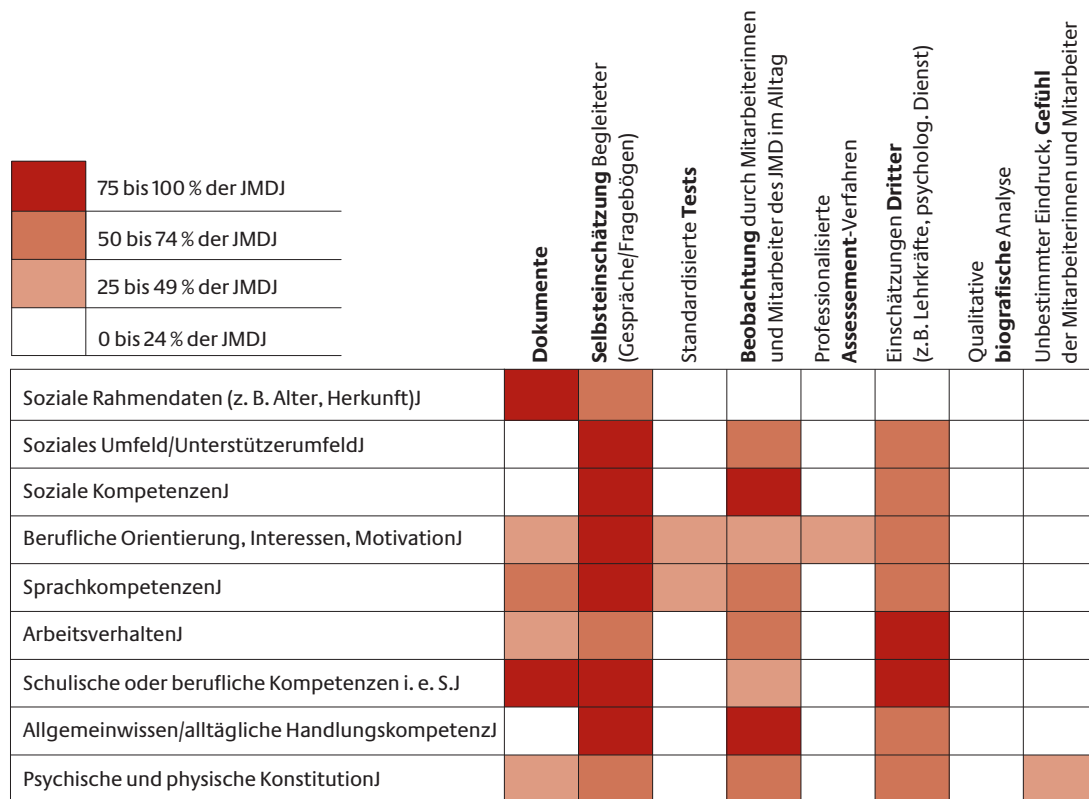 75 bis 100 % der JMDJ
50 bis 74 % der JMDJ
25 bis 49 % der JMDJ
0 bis 24 % der JMDJ
Dokumente
Selbsteinschätzung Begleiteter
(Gespräche/Fragebögen)
Standardisierte Tests
Beobachtung durch Mitarbeiterinnen
und Mitarbeiter des JMD im Alltag
Professionalisierte
Assessement-Verfahren
Einschätzungen Dritter
(z.B. Lehrkräfte, psycholog. Dienst)
Qualitative
biografische Analyse
Unbestimmter Eindruck, Gefühl
der Mitarbeiterinnen und Mitarbeiter
Soziale Rahmendaten (z. B. Alter, Herkunft)J
Soziales Umfeld/UnterstützerumfeldJ
Soziale KompetenzenJ
Berufliche Orientierung, Interessen, MotivationJ
SprachkompetenzenJ
ArbeitsverhaltenJ
Schulische oder berufliche Kompetenzen i. e. S.J
Allgemeinwissen/alltägliche HandlungskompetenzJ
Psychische und physische KonstitutionJ